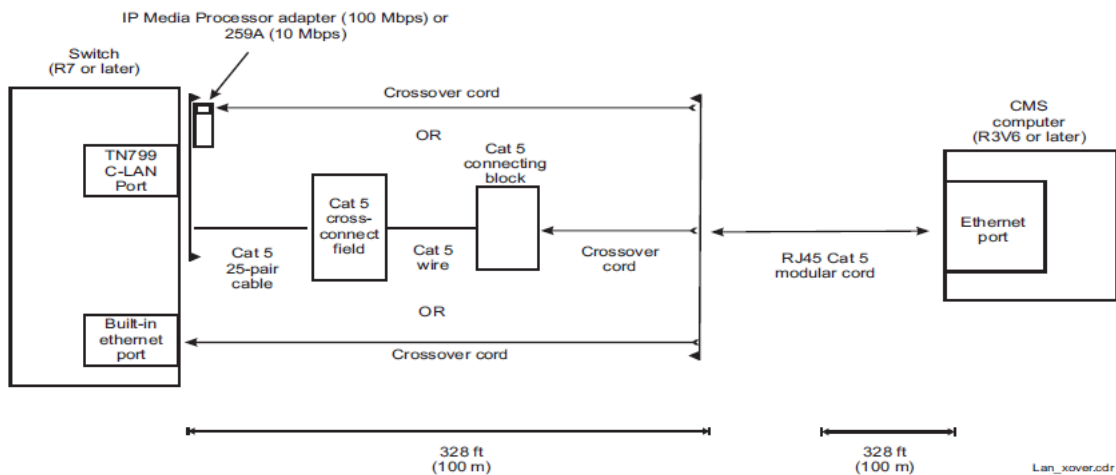 IP Media Processor adapter (100 Mbps) or
259A (10 Mbps)
Switch
(R7 or later)
Crossover cord
CMS
computer
(R3V6 or later)
OR
TN799
C-LAN
Port
Cat 5
connecting
block
Cat 5
cross-
connect
field
Ethernet
port
Cat 5
25-pair
cable
Cat 5
wire
Crossover
cord
RJ45 Cat 5
modular cord
OR
Built-in
ethernet
port
Crossover cord
328 ft
(100 m)
328 ft
(100 m)
Lan_xover.cdr